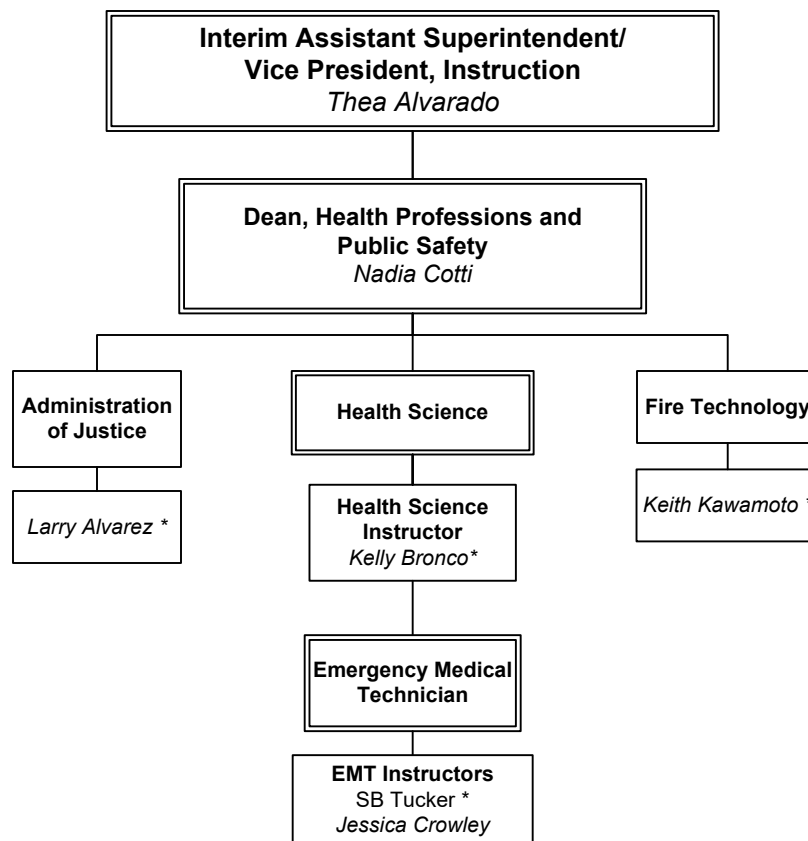 Interim Assistant Superintendent/
Vice President, Instruction
Thea Alvarado
Dean, Health Professions and
Public Safety
Nadia Cotti
Administration
of Justice
Health Science
Fire Technology
Larry Alvarez *
Health Science
Instructor
Kelly Bronco*
Keith Kawamoto *
Emergency Medical
Technician
EMT Instructors
SB Tucker *
Jessica Crowley